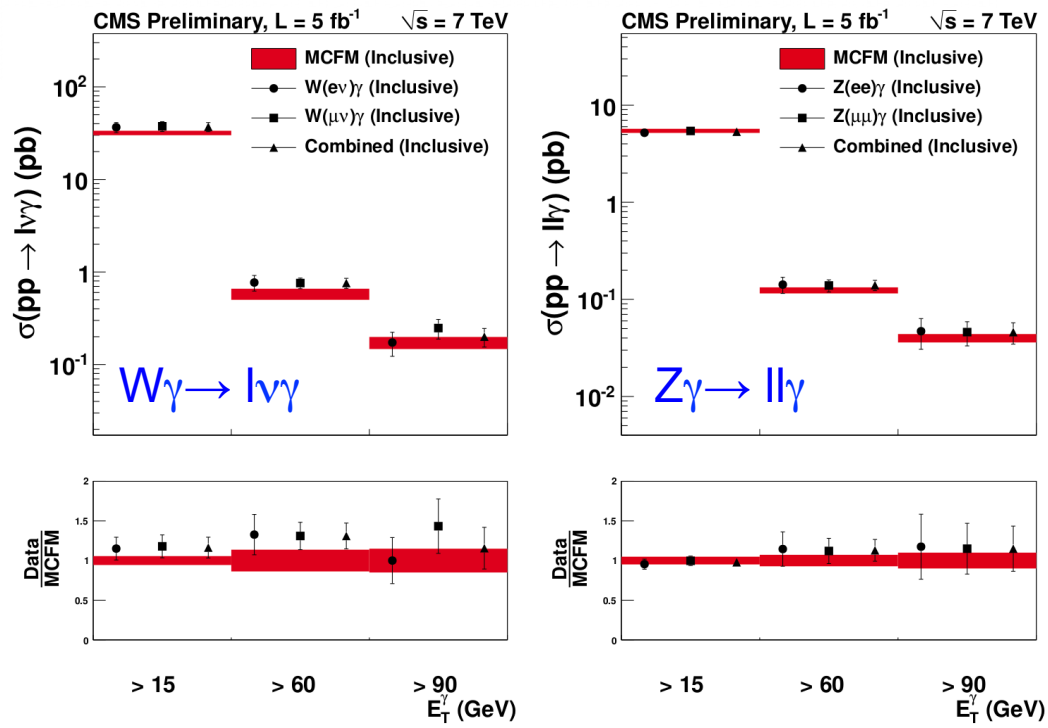 CMS Preliminary, L = 5 fb⁻¹ √s = 7 TeV
MCFM (Inclusive)
W(eν)γ (Inclusive)
W(μν)γ (Inclusive)
Combined (Inclusive)
σ(pp → lνγ) (pb)
10²
10
1
10⁻¹
Wγ→ lνγ
Data
MCFM
2
1.5
1
0.5
0
> 15 > 60 > 90
E_T^γ (GeV)
CMS Preliminary, L = 5 fb⁻¹ √s = 7 TeV
MCFM (Inclusive)
Z(ee)γ (Inclusive)
Z(μμ)γ (Inclusive)
Combined (Inclusive)
σ(pp → llγ) (pb)
10
1
10⁻¹
10⁻²
Zγ→ llγ
Data
MCFM
2
1.5
1
0.5
0
> 15 > 60 > 90
E_T^γ (GeV)